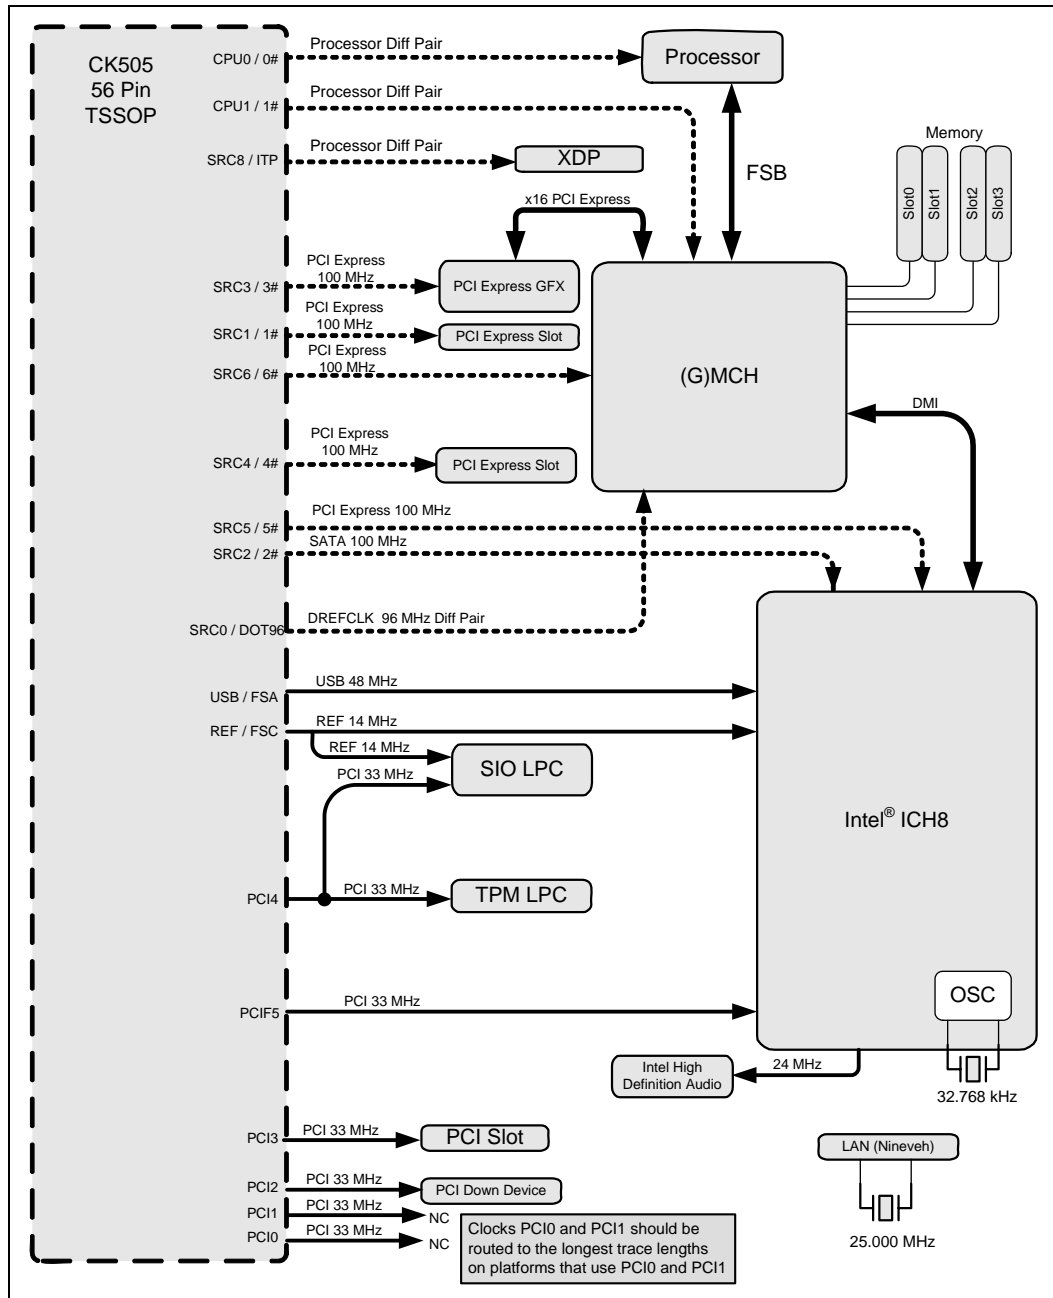 CK505
56 Pin
TSSOP
CPU0 / 0#
Processor Diff Pair
Processor
CPU1 / 1#
Processor Diff Pair
SRC8 / ITP
Processor Diff Pair
XDP
FSB
Memory
Slot0
Slot1
Slot2
Slot3
x16 PCI Express
SRC3 / 3#
PCI Express
100 MHz
PCI Express GFX
SRC1 / 1#
PCI Express
100 MHz
PCI Express Slot
SRC6 / 6#
PCI Express
100 MHz
(G)MCH
DMI
SRC4 / 4#
PCI Express
100 MHz
PCI Express Slot
SRC5 / 5#
PCI Express 100 MHz
SRC2 / 2#
SATA 100 MHz
SRC0 / DOT96
DREFCLK 96 MHz Diff Pair
USB / FSA
USB 48 MHz
REF / FSC
REF 14 MHz
REF 14 MHz
PCI 33 MHz
SIO LPC
Intel® ICH8
PCI4
PCI 33 MHz
TPM LPC
PCIF5
PCI 33 MHz
OSC
32.768 kHz
24 MHz
Intel High
Definition Audio
PCI3
PCI 33 MHz
PCI Slot
LAN (Nineveh)
25.000 MHz
PCI2
PCI 33 MHz
PCI Down Device
PCI1
PCI 33 MHz
NC
PCI0
PCI 33 MHz
NC
Clocks PCI0 and PCI1 should be
routed to the longest trace lengths
on platforms that use PCI0 and PCI1